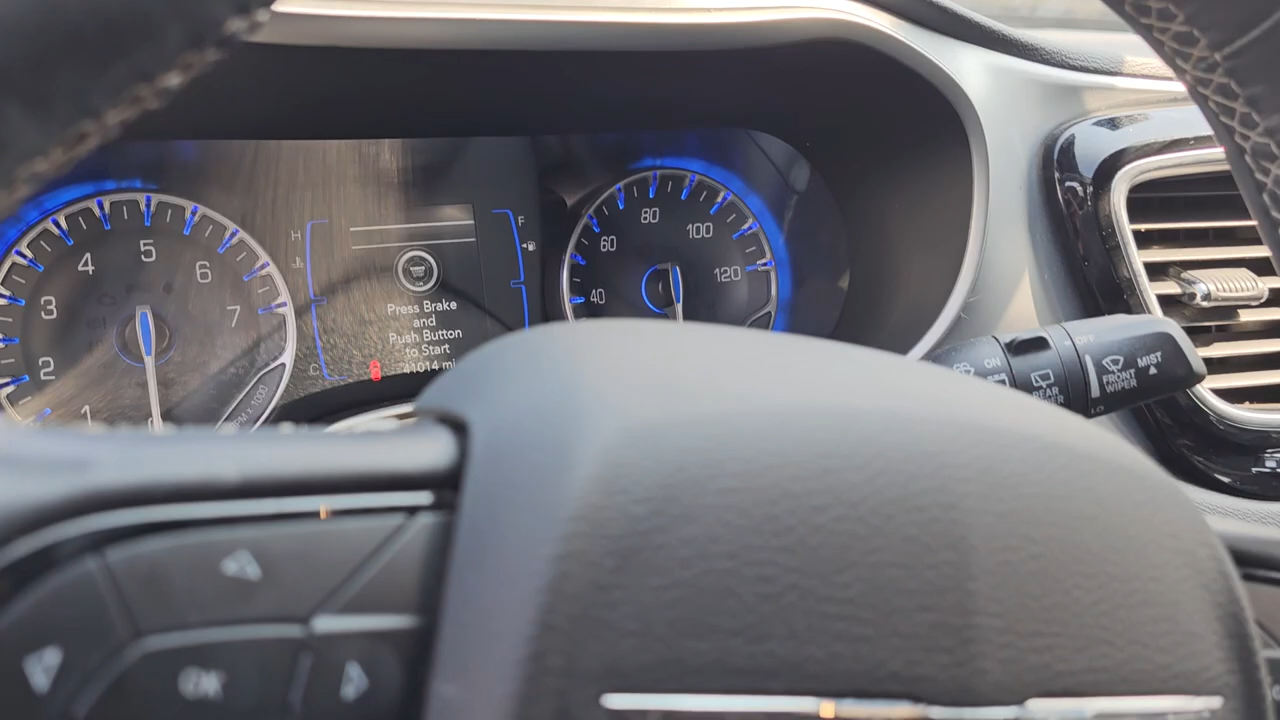 1
2
3
4
5
6
7
RPM x 1000
H
C
F
Press Brake
and
Push Button
to Start
41014 mi
40
60
80
100
120
ON
OFF
REAR
LO
FRONT
WIPER
MIST
OK